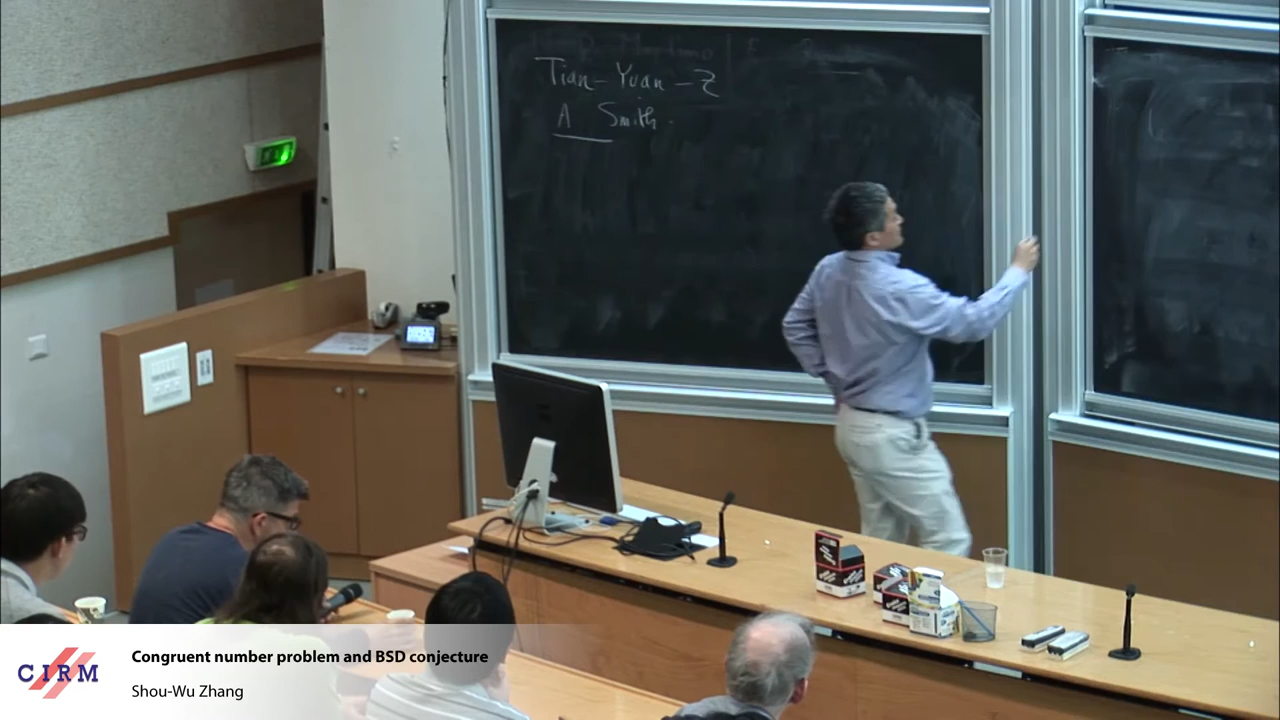 Tian - Yuan - Z
A Smith.
CIRM
Congruent number problem and BSD conjecture
Shou-Wu Zhang